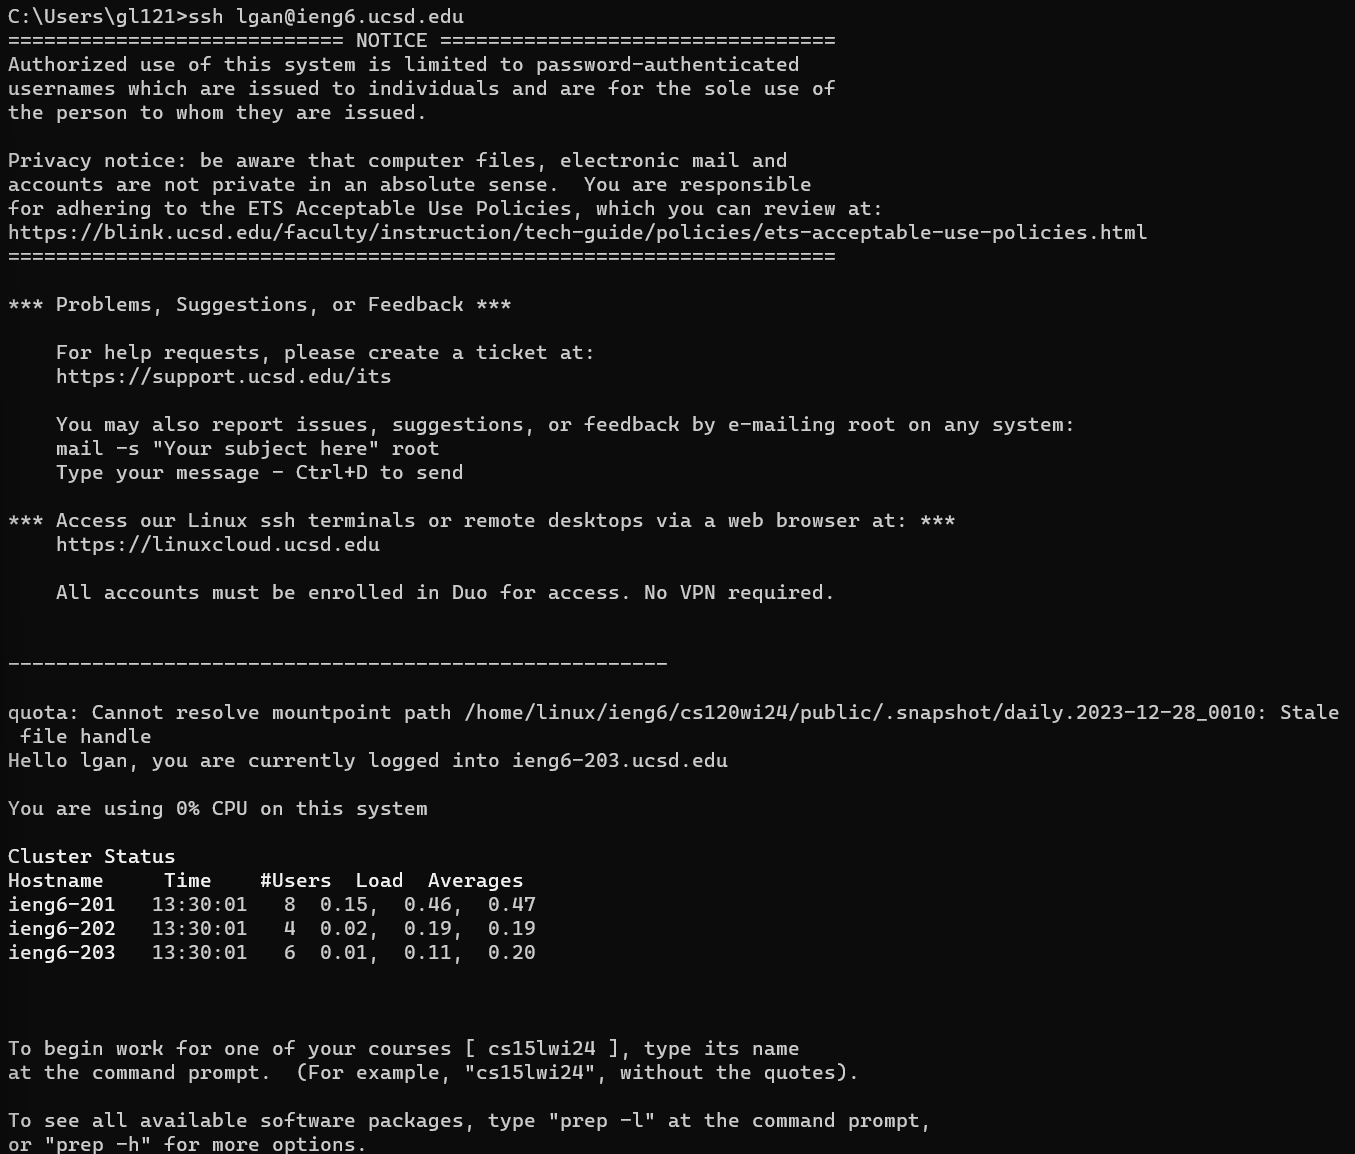 C:\Users\gl121>ssh lgan@ieng6.ucsd.edu
============================ NOTICE =================================
Authorized use of this system is limited to password-authenticated
usernames which are issued to individuals and are for the sole use of
the person to whom they are issued.

Privacy notice: be aware that computer files, electronic mail and
accounts are not private in an absolute sense.  You are responsible
for adhering to the ETS Acceptable Use Policies, which you can review at:
https://blink.ucsd.edu/faculty/instruction/tech-guide/policies/ets-acceptable-use-policies.html
=====================================================================

*** Problems, Suggestions, or Feedback ***

    For help requests, please create a ticket at:
    https://support.ucsd.edu/its

    You may also report issues, suggestions, or feedback by e-mailing root on any system:
    mail -s "Your subject here" root
    Type your message - Ctrl+D to send

*** Access our Linux ssh terminals or remote desktops via a web browser at: ***
    https://linuxcloud.ucsd.edu

    All accounts must be enrolled in Duo for access. No VPN required.


-------------------------------------------------------

quota: Cannot resolve mountpoint path /home/linux/ieng6/cs120wi24/public/.snapshot/daily.2023-12-28_0010: Stale
 file handle
Hello lgan, you are currently logged into ieng6-203.ucsd.edu

You are using 0% CPU on this system

Cluster Status
Hostname     Time    #Users  Load  Averages
ieng6-201   13:30:01   8  0.15,  0.46,  0.47
ieng6-202   13:30:01   4  0.02,  0.19,  0.19
ieng6-203   13:30:01   6  0.01,  0.11,  0.20



To begin work for one of your courses [ cs15lwi24 ], type its name
at the command prompt.  (For example, "cs15lwi24", without the quotes).

To see all available software packages, type "prep -l" at the command prompt,
or "prep -h" for more options.